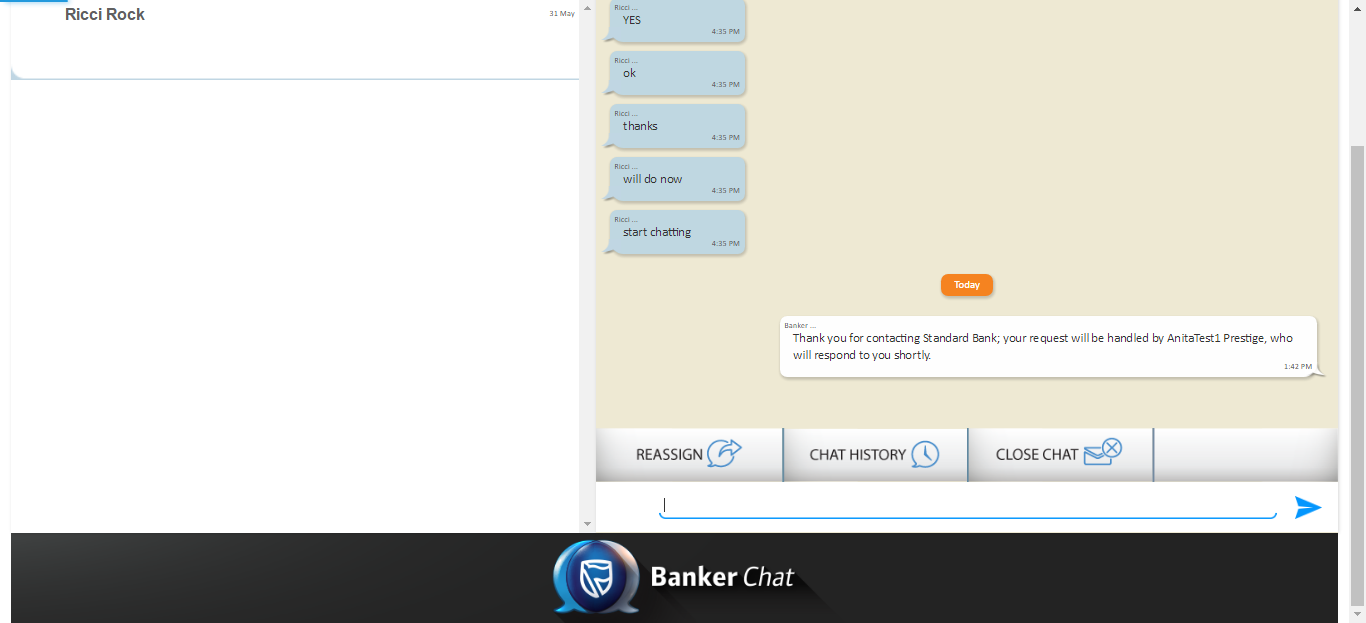 Ricci Rock
31 May
Ricci ...
YES
4:35 PM
Ricci ...
ok
4:35 PM
Ricci ...
thanks
4:35 PM
Ricci ...
will do now
4:35 PM
Ricci ...
start chatting
4:35 PM
Today
Banker ...
Thank you for contacting Standard Bank; your request will be handled by AnitaTest1 Prestige, who
will respond to you shortly.
1:42 PM
REASSIGN
CHAT HISTORY
CLOSE CHAT
Banker Chat